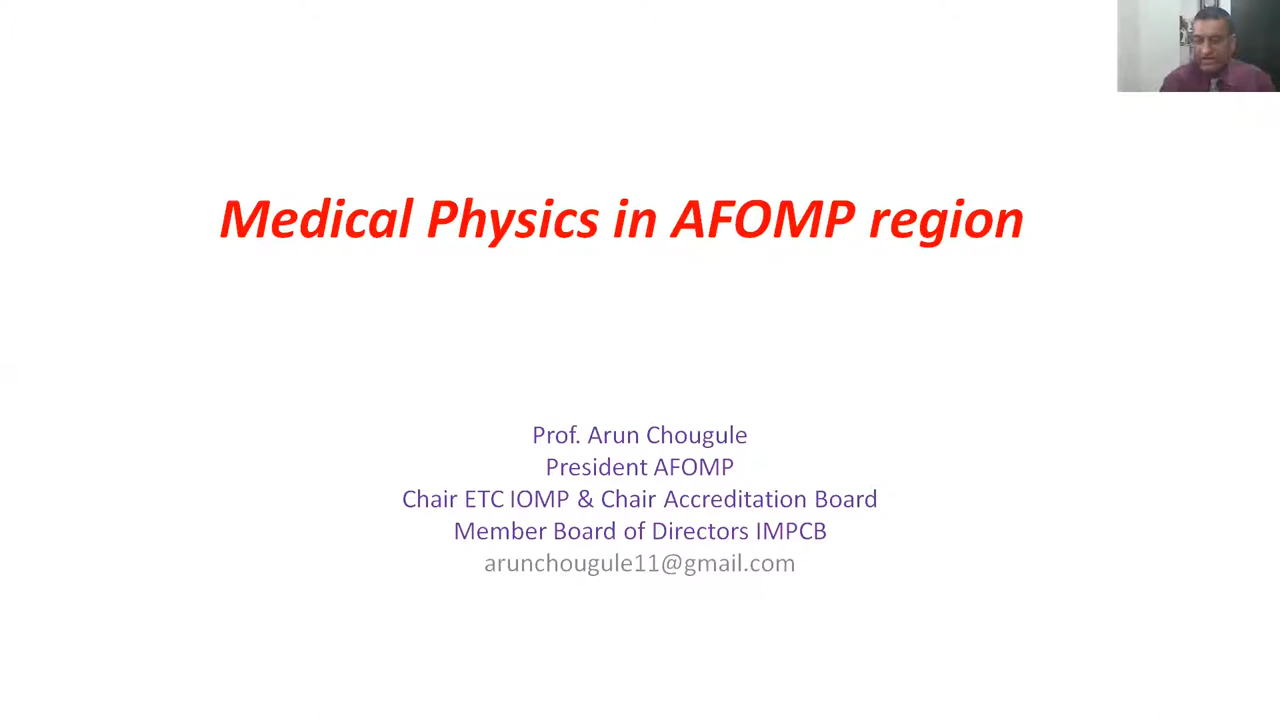 Medical Physics in AFOMP region
Prof. Arun Chougule
President AFOMP
Chair ETC IOMP & Chair Accreditation Board
Member Board of Directors IMPCB
arunchougule11@gmail.com